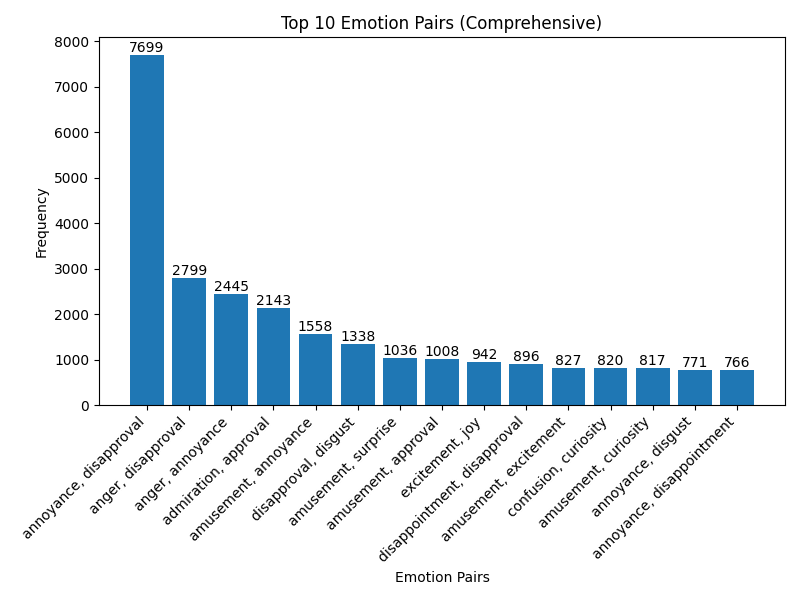 Top 10 Emotion Pairs (Comprehensive)
8000
7000
6000
5000
4000
3000
2000
1000
0
Frequency
7699
2799
2445
2143
1558
1338
1036
1008
942
896
827
820
817
771
766
annoyance, disapproval
anger, disapproval
anger, annoyance
admiration, approval
amusement, annoyance
disapproval, disgust
amusement, surprise
amusement, approval
excitement, joy
disappointment, disapproval
amusement, excitement
confusion, curiosity
amusement, curiosity
annoyance, disgust
annoyance, disappointment
Emotion Pairs